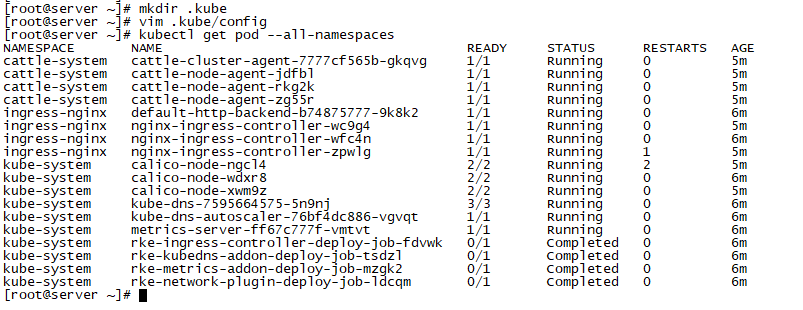 [root@server ~]# mkdir .kube
[root@server ~]# vim .kube/config
[root@server ~]# kubectl get pod --all-namespaces
NAMESPACE NAME READY STATUS RESTARTS AGE
cattle-system cattle-cluster-agent-7777cf565b-gkqvg 1/1 Running 0 5m
cattle-system cattle-node-agent-jdfbl 1/1 Running 0 5m
cattle-system cattle-node-agent-rkg2k 1/1 Running 0 5m
cattle-system cattle-node-agent-zg55r 1/1 Running 0 5m
ingress-nginx default-http-backend-b74875777-9k8k2 1/1 Running 0 6m
ingress-nginx nginx-ingress-controller-wc9g4 1/1 Running 0 5m
ingress-nginx nginx-ingress-controller-wfc4n 1/1 Running 0 6m
ingress-nginx nginx-ingress-controller-zpwlg 1/1 Running 1 5m
kube-system calico-node-ngcl4 2/2 Running 2 5m
kube-system calico-node-wdxr8 2/2 Running 0 6m
kube-system calico-node-xwm9z 2/2 Running 0 5m
kube-system kube-dns-7595664575-5n9nj 3/3 Running 0 6m
kube-system kube-dns-autoscaler-76bf4dc886-vgvqt 1/1 Running 0 6m
kube-system metrics-server-ff67c777f-vmtvt 1/1 Running 0 6m
kube-system rke-ingress-controller-deploy-job-fdvwk 0/1 Completed 0 6m
kube-system rke-kubedns-addon-deploy-job-tsdzl 0/1 Completed 0 6m
kube-system rke-metrics-addon-deploy-job-mzgk2 0/1 Completed 0 6m
kube-system rke-network-plugin-deploy-job-ldcqm 0/1 Completed 0 6m
[root@server ~]#